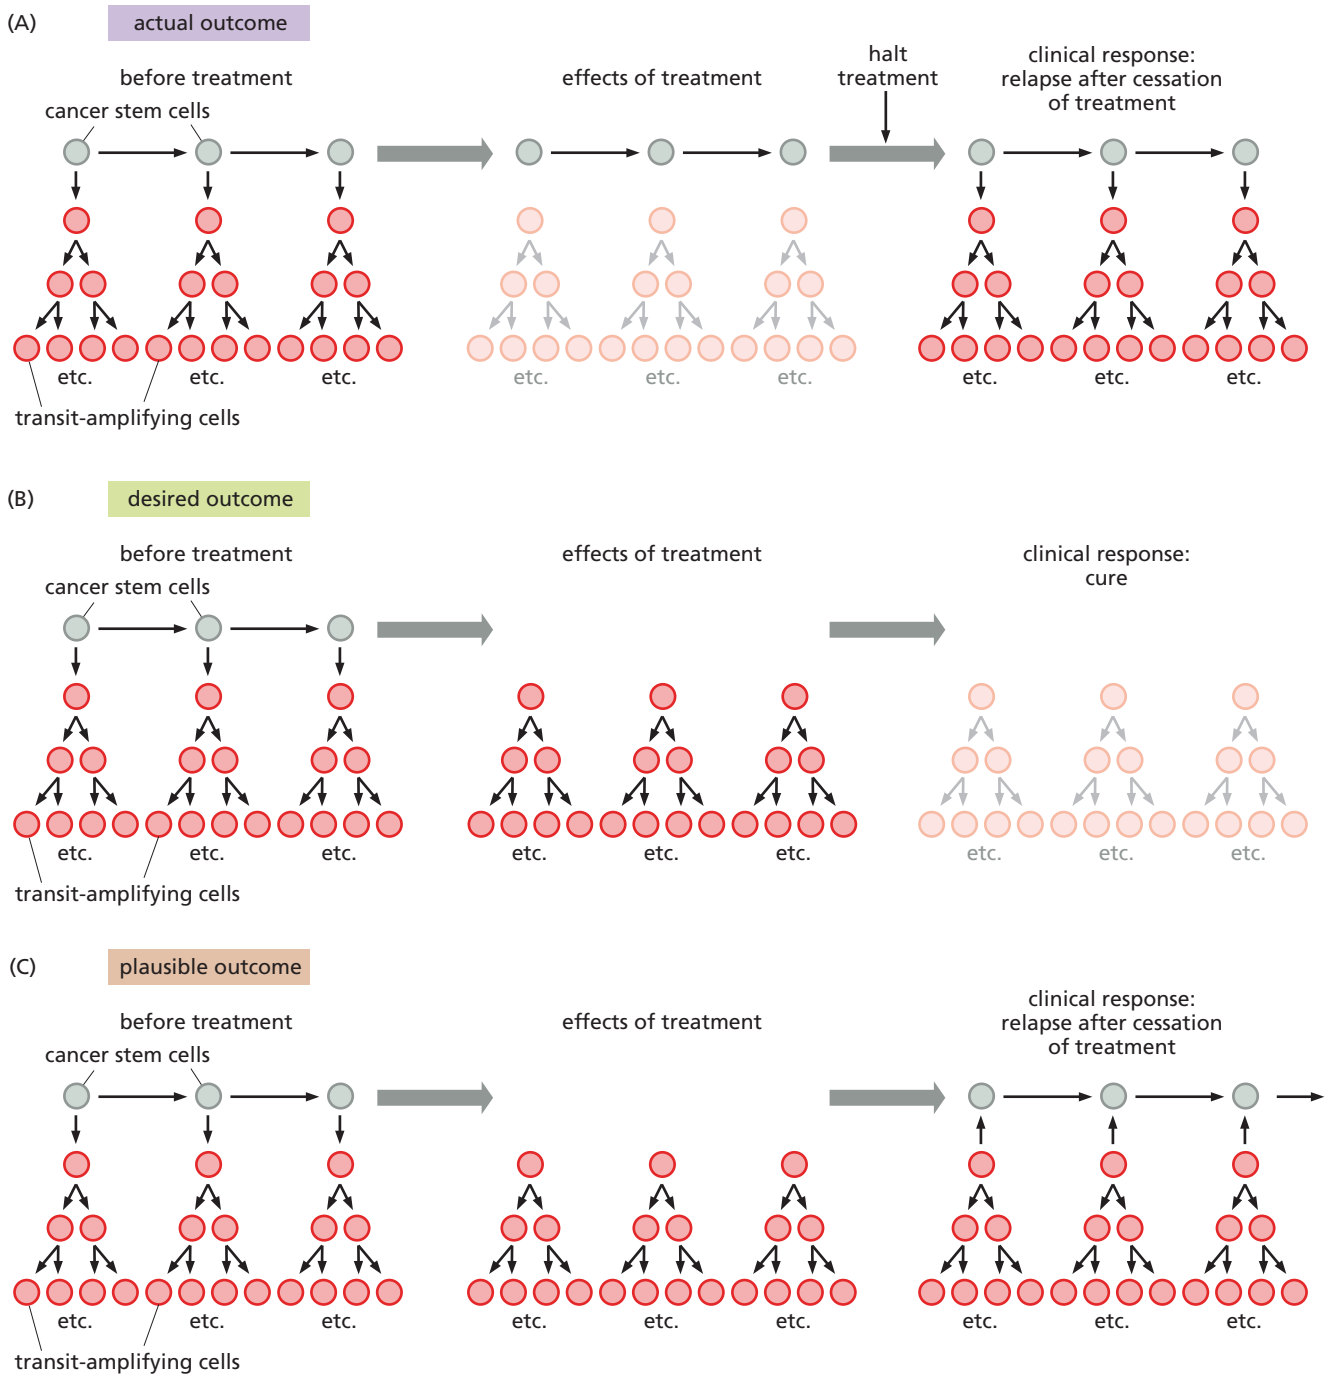 (A)
actual outcome
before treatment
effects of treatment
halt
treatment
clinical response:
relapse after cessation
of treatment
cancer stem cells
etc.
etc.
etc.
etc.
etc.
etc.
etc.
etc.
etc.
transit-amplifying cells
(B)
desired outcome
before treatment
effects of treatment
clinical response:
cure
cancer stem cells
etc.
etc.
etc.
etc.
etc.
etc.
etc.
etc.
etc.
transit-amplifying cells
(C)
plausible outcome
before treatment
effects of treatment
clinical response:
relapse after cessation
of treatment
cancer stem cells
etc.
etc.
etc.
etc.
etc.
etc.
etc.
etc.
etc.
transit-amplifying cells